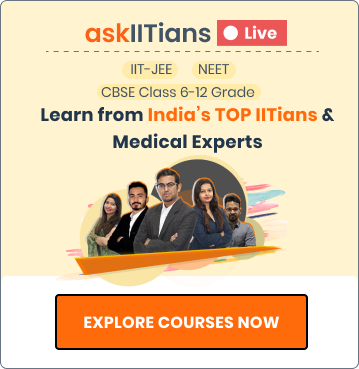 askIITians Live
IIT-JEE NEET
CBSE Class 6-12 Grade
Learn from India's TOP IITians &
Medical Experts
EXPLORE COURSES NOW